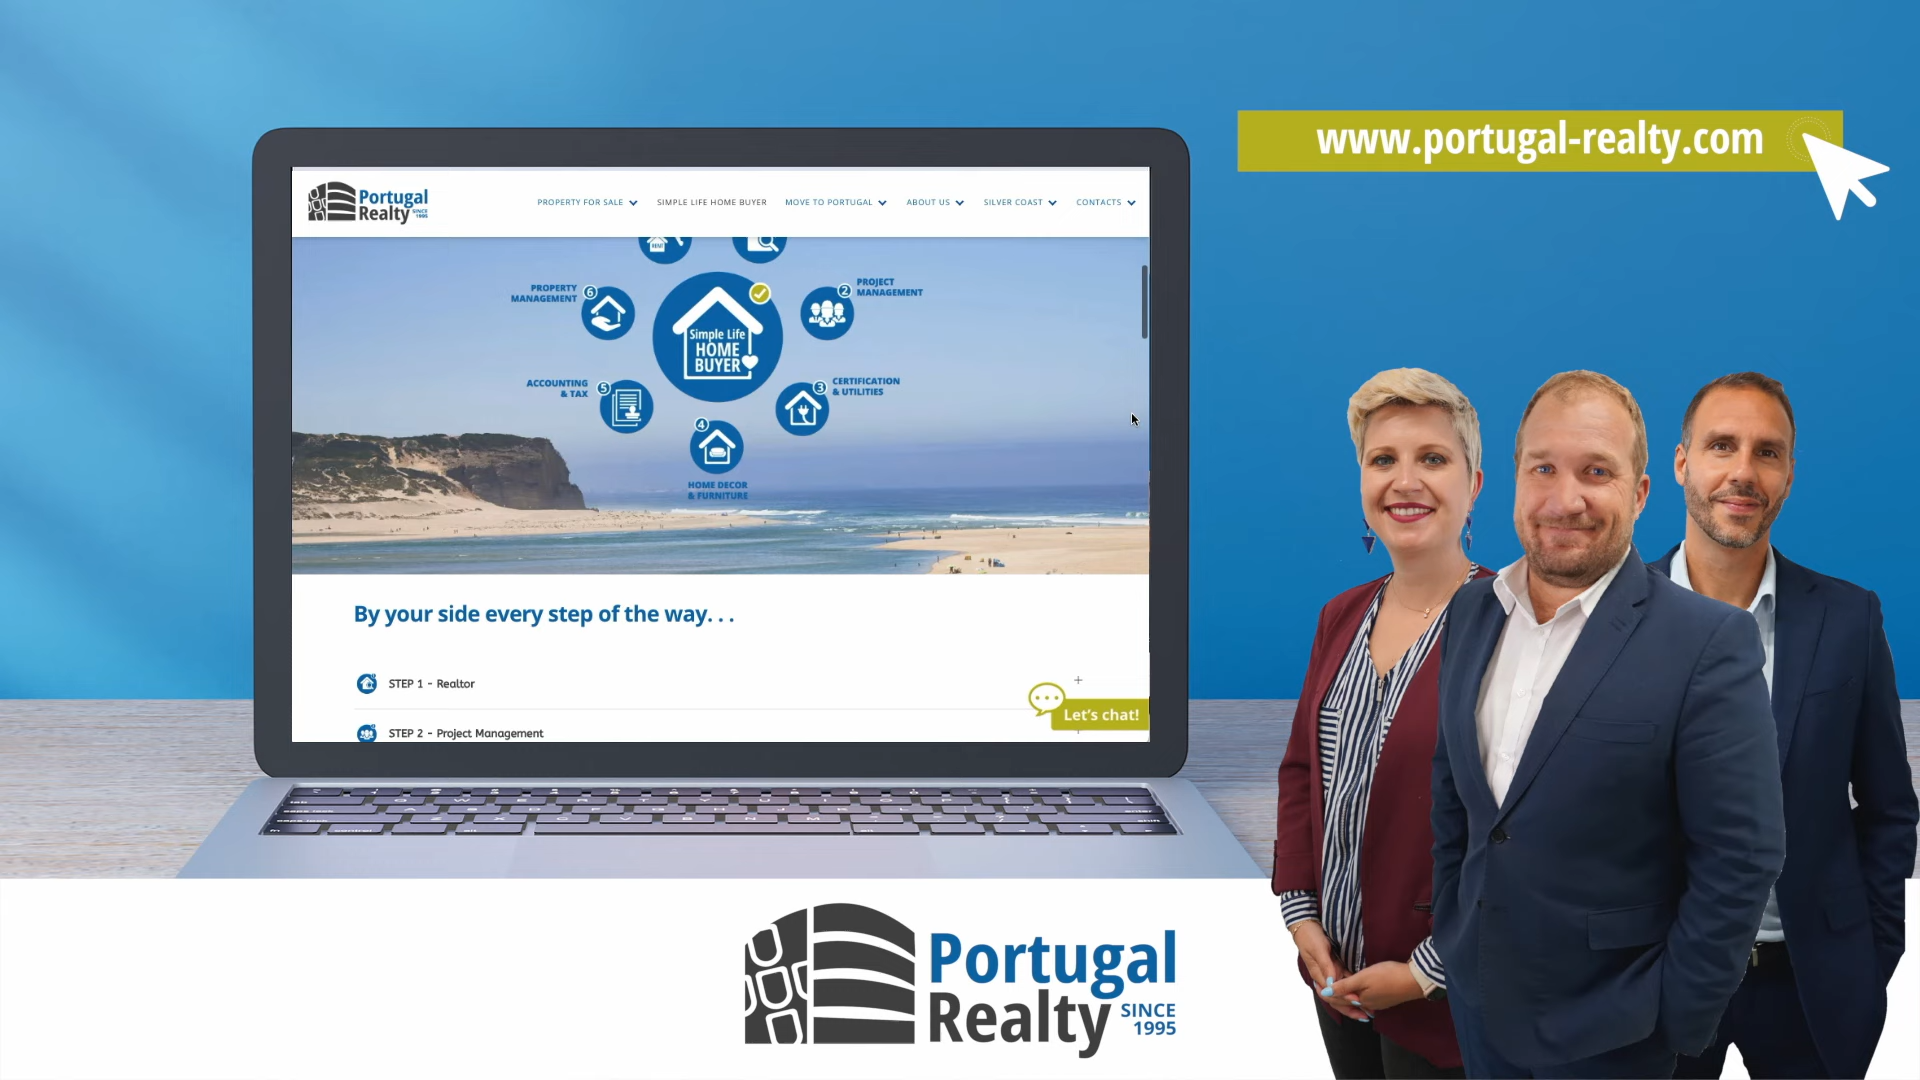 www.portugal-realty.com
Portugal
Realty SINCE 1995
PROPERTY FOR SALE
SIMPLE LIFE HOME BUYER
MOVE TO PORTUGAL
ABOUT US
SILVER COAST
CONTACTS
RENT
6
PROPERTY
MANAGEMENT
2
PROJECT
MANAGEMENT
Simple Life
HOME
BUYER
5
ACCOUNTING
& TAX
3
CERTIFICATION
& UTILITIES
4
HOME DECOR
& FURNITURE
By your side every step of the way. . .
STEP 1 - Realtor
STEP 2 - Project Management
Let's chat!
Portugal
Realty SINCE
1995